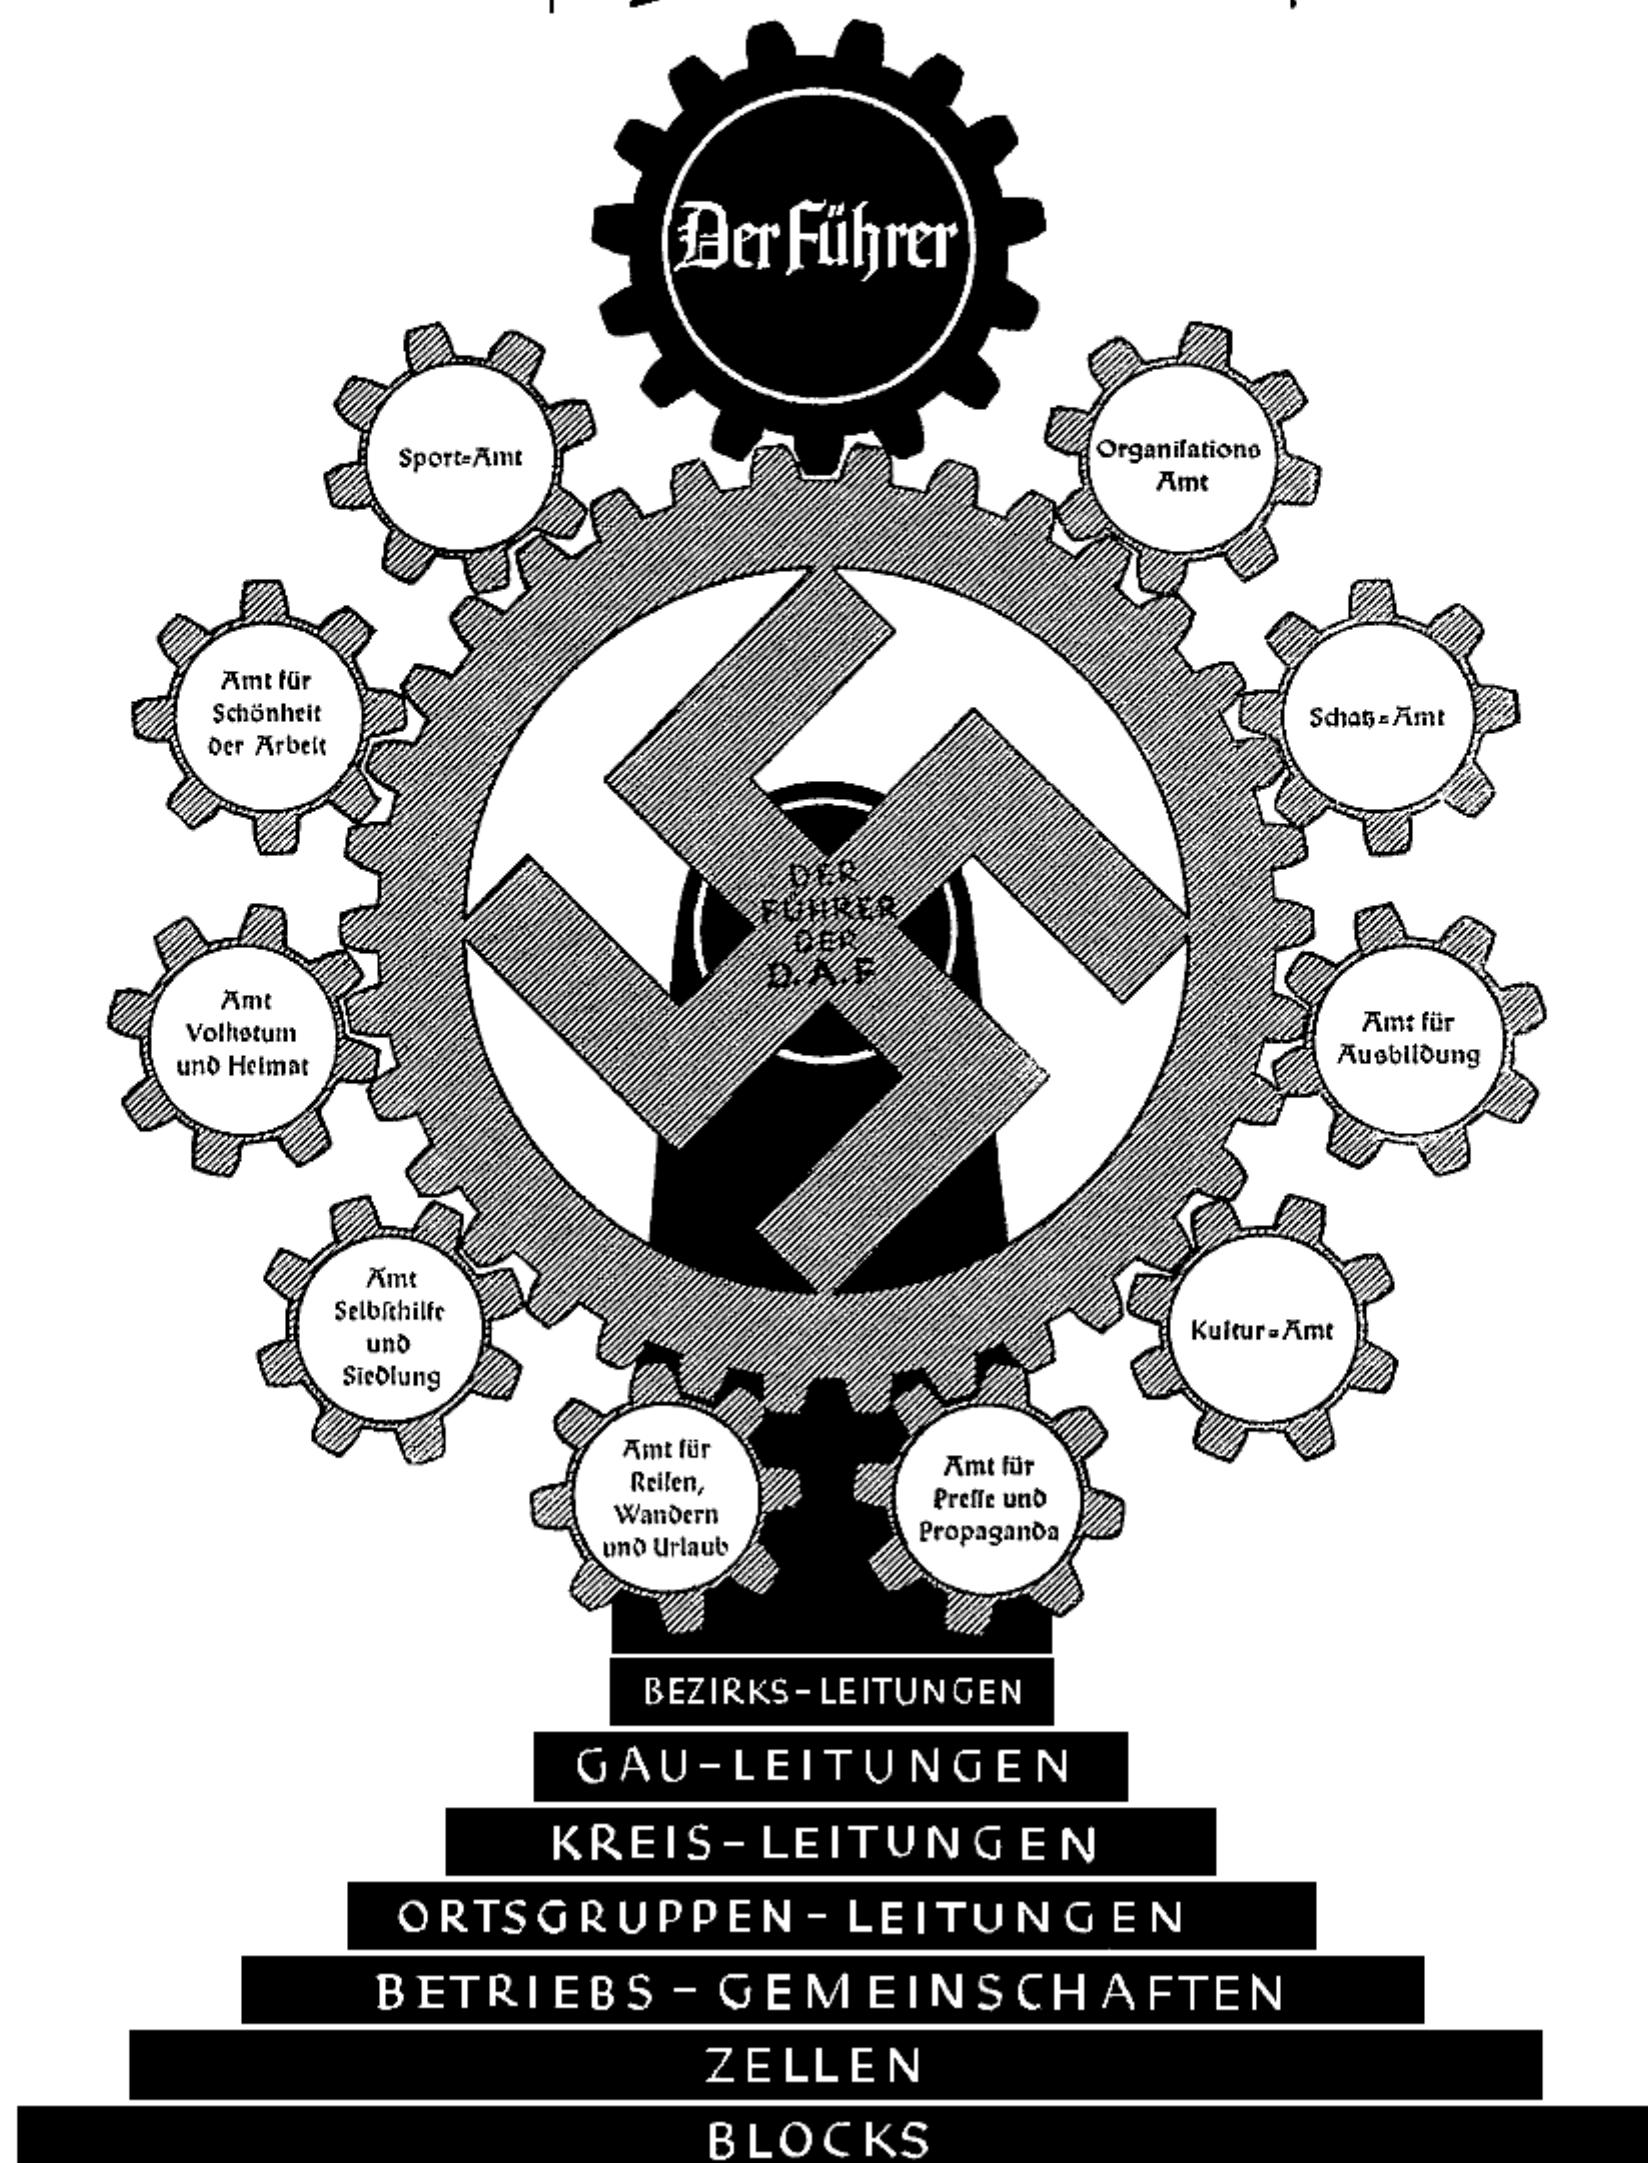 Der Führer
Sport-Amt
Organisations
Amt
Amt für
Schönheit
der Arbeit
Schatz-Amt
DER
FÜHRER
DER
D.A.F
Amt
Volkstum
und Heimat
Amt für
Ausbildung
Amt
Selbsthilfe
und
Siedlung
Kultur-Amt
Amt für
Reisen,
Wandern
und Urlaub
Amt für
Presse und
Propaganda
BEZIRKS-LEITUNGEN
GAU-LEITUNGEN
KREIS-LEITUNGEN
ORTSGRUPPEN-LEITUNGEN
BETRIEBS-GEMEINSCHAFTEN
ZELLEN
BLOCKS